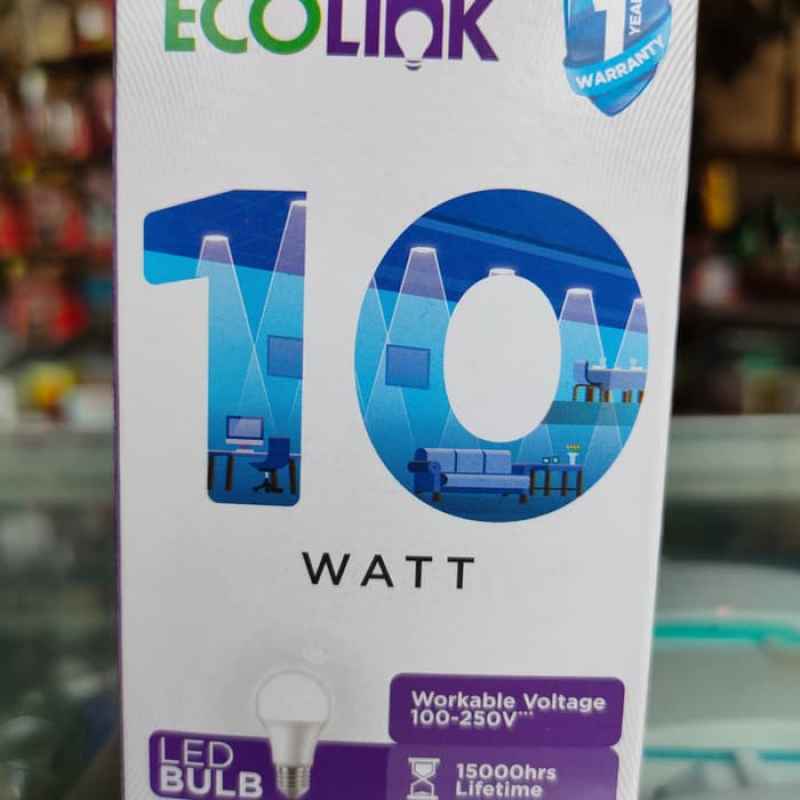 ECOLINK
1
YEAR
WARRANTY
10
WATT
Workable Voltage
100-250V***
LED
BULB
15000hrs
Lifetime